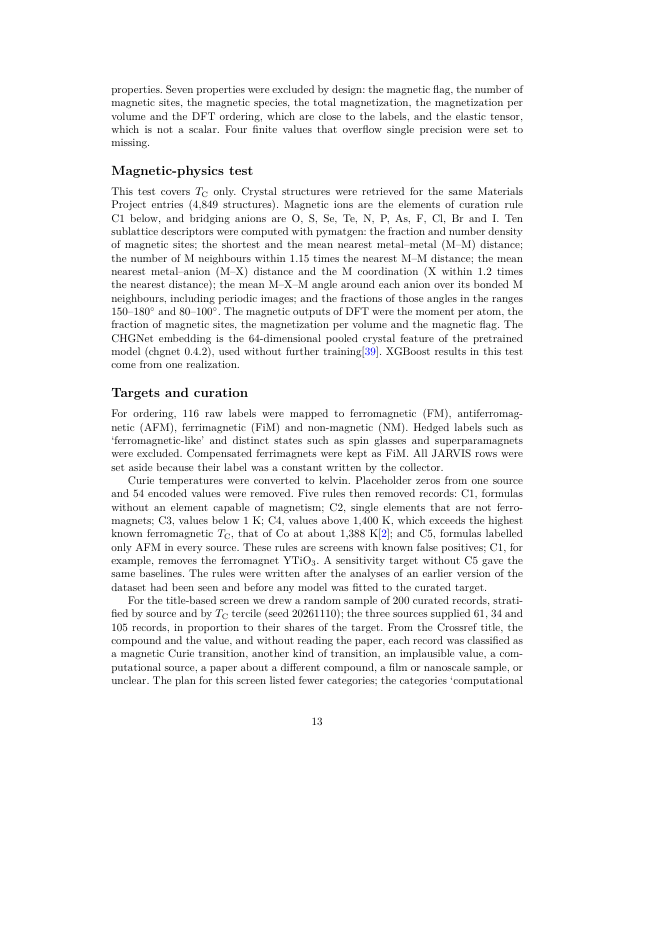 properties. Seven properties were excluded by design: the magnetic flag, the number of
magnetic sites, the magnetic species, the total magnetization, the magnetization per
volume and the DFT ordering, which are close to the labels, and the elastic tensor,
which is not a scalar. Four finite values that overflow single precision were set to
missing.
Magnetic-physics test
This test covers T_C only. Crystal structures were retrieved for the same Materials
Project entries (4,849 structures). Magnetic ions are the elements of curation rule
C1 below, and bridging anions are O, S, Se, Te, N, P, As, F, Cl, Br and I. Ten
sublattice descriptors were computed with pymatgen: the fraction and number density
of magnetic sites; the shortest and the mean nearest metal–metal (M–M) distance;
the number of M neighbours within 1.15 times the nearest M–M distance; the mean
nearest metal–anion (M–X) distance and the M coordination (X within 1.2 times
the nearest distance); the mean M–X–M angle around each anion over its bonded M
neighbours, including periodic images; and the fractions of those angles in the ranges
150–180° and 80–100°. The magnetic outputs of DFT were the moment per atom, the
fraction of magnetic sites, the magnetization per volume and the magnetic flag. The
CHGNet embedding is the 64-dimensional pooled crystal feature of the pretrained
model (chgnet 0.4.2), used without further training[39]. XGBoost results in this test
come from one realization.
Targets and curation
For ordering, 116 raw labels were mapped to ferromagnetic (FM), antiferromag-
netic (AFM), ferrimagnetic (FiM) and non-magnetic (NM). Hedged labels such as
‘ferromagnetic-like’ and distinct states such as spin glasses and superparamagnets
were excluded. Compensated ferrimagnets were kept as FiM. All JARVIS rows were
set aside because their label was a constant written by the collector.
Curie temperatures were converted to kelvin. Placeholder zeros from one source
and 54 encoded values were removed. Five rules then removed records: C1, formulas
without an element capable of magnetism; C2, single elements that are not ferro-
magnets; C3, values below 1 K; C4, values above 1,400 K, which exceeds the highest
known ferromagnetic T_C, that of Co at about 1,388 K[2]; and C5, formulas labelled
only AFM in every source. These rules are screens with known false positives; C1, for
example, removes the ferromagnet YTiO₃. A sensitivity target without C5 gave the
same baselines. The rules were written after the analyses of an earlier version of the
dataset had been seen and before any model was fitted to the curated target.
For the title-based screen we drew a random sample of 200 curated records, strati-
fied by source and by T_C tercile (seed 20261110); the three sources supplied 61, 34 and
105 records, in proportion to their shares of the target. From the Crossref title, the
compound and the value, and without reading the paper, each record was classified as
a magnetic Curie transition, another kind of transition, an implausible value, a com-
putational source, a paper about a different compound, a film or nanoscale sample, or
unclear. The plan for this screen listed fewer categories; the categories ‘computational
13